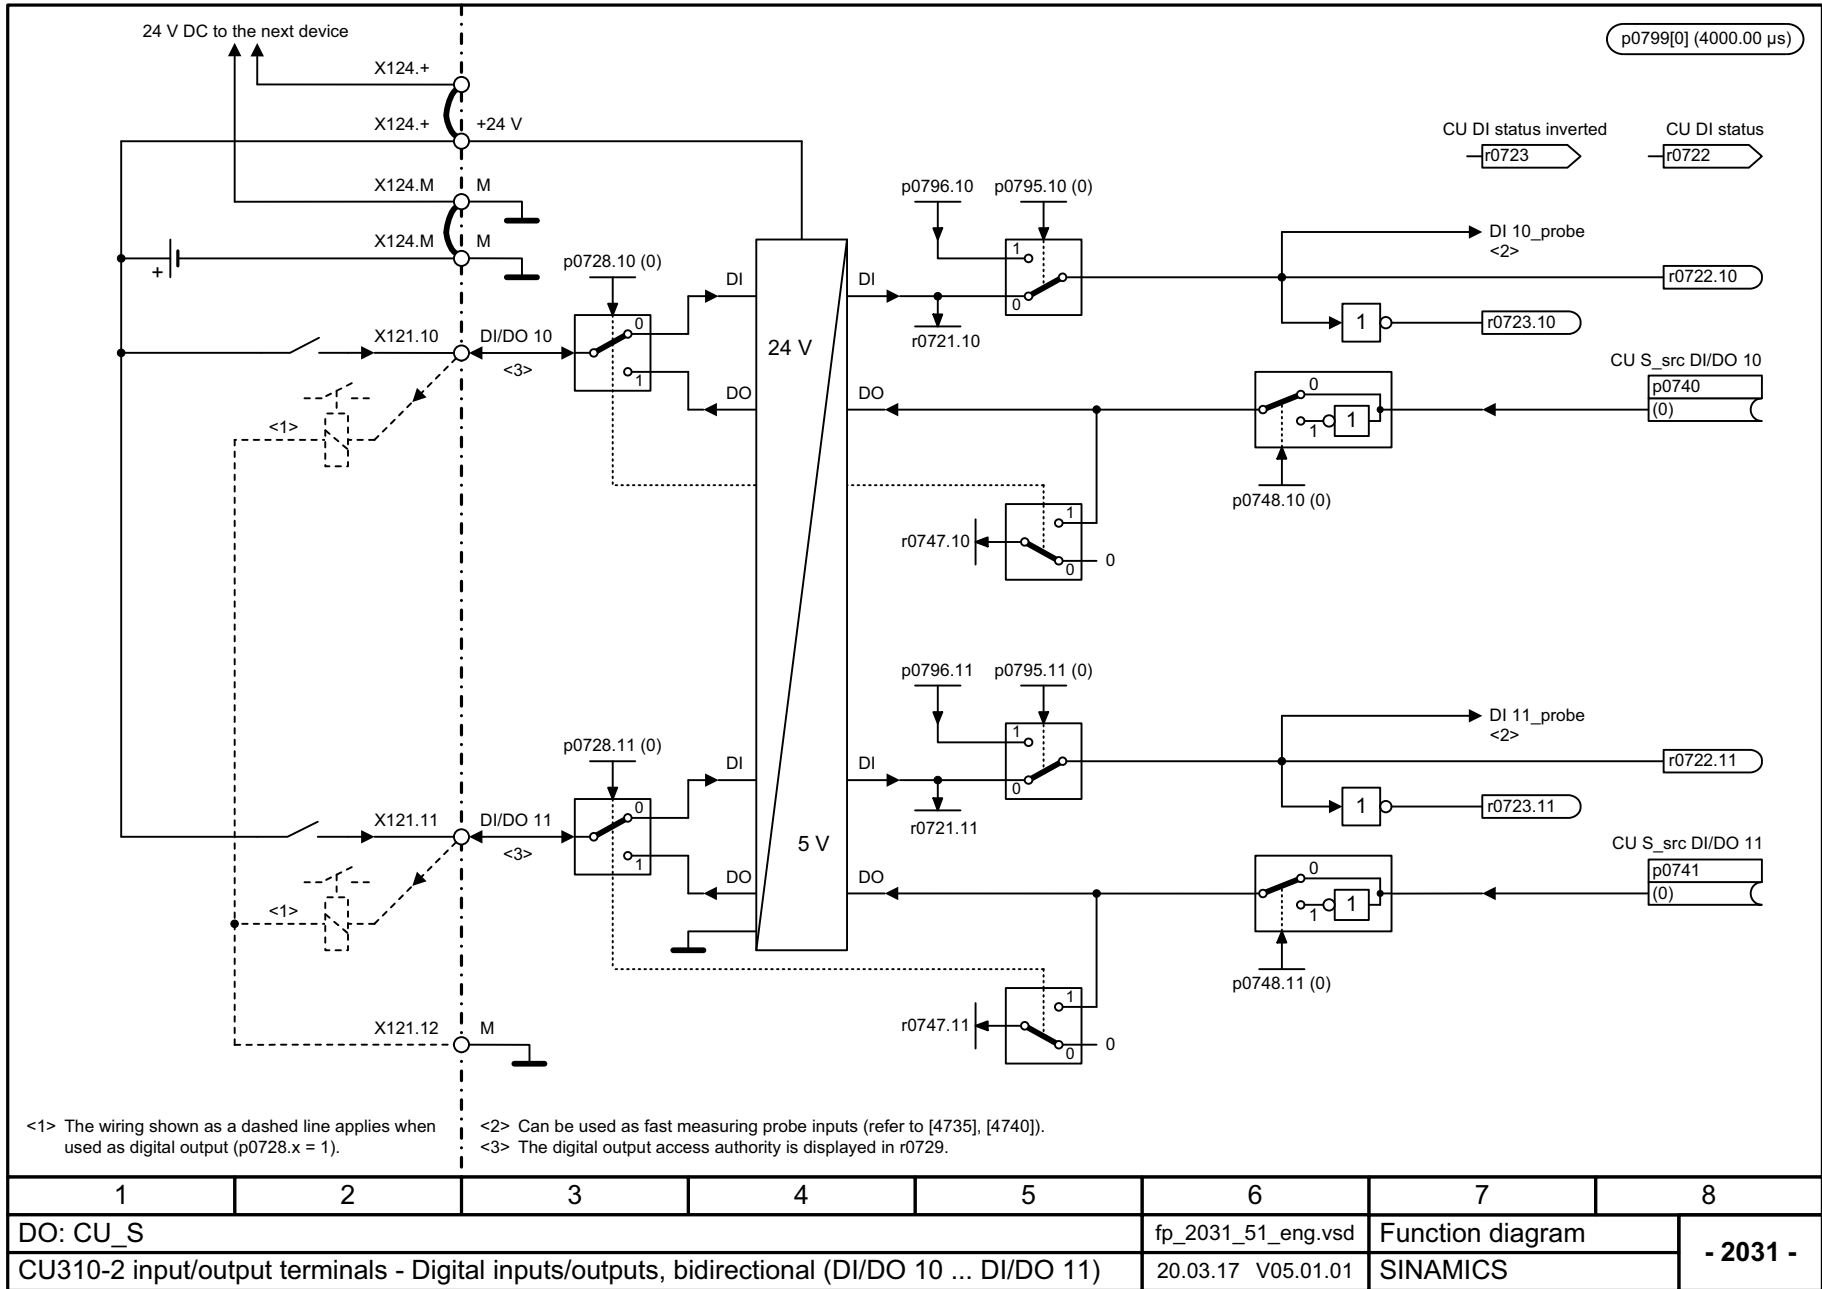 24 V DC to the next device
p0799[0] (4000.00 µs)
X124.+
X124.+ +24 V
CU DI status inverted CU DI status
r0723 r0722
X124.M M
X124.M M
+
p0796.10 p0795.10 (0)
1
0
DI 10_probe
<2>
p0728.10 (0)
DI DI
r0722.10
r0721.10
1
r0723.10
X121.10 DI/DO 10
<3>
0
1
24 V
CU S_src DI/DO 10
p0740
(0)
DO DO
0
1
1
<1>
p0748.10 (0)
r0747.10
1
0
0
p0796.11 p0795.11 (0)
1
0
DI 11_probe
<2>
p0728.11 (0)
DI DI
r0722.11
r0721.11
1
r0723.11
X121.11 DI/DO 11
<3>
0
1
5 V
CU S_src DI/DO 11
p0741
(0)
DO DO
0
1
1
<1>
p0748.11 (0)
r0747.11
1
0
0
X121.12 M
<1> The wiring shown as a dashed line applies when
used as digital output (p0728.x = 1).
<2> Can be used as fast measuring probe inputs (refer to [4735], [4740]).
<3> The digital output access authority is displayed in r0729.
1 2 3 4 5 6 7 8
DO: CU_S
fp_2031_51_eng.vsd Function diagram
- 2031 -
CU310-2 input/output terminals - Digital inputs/outputs, bidirectional (DI/DO 10 ... DI/DO 11)
20.03.17 V05.01.01 SINAMICS